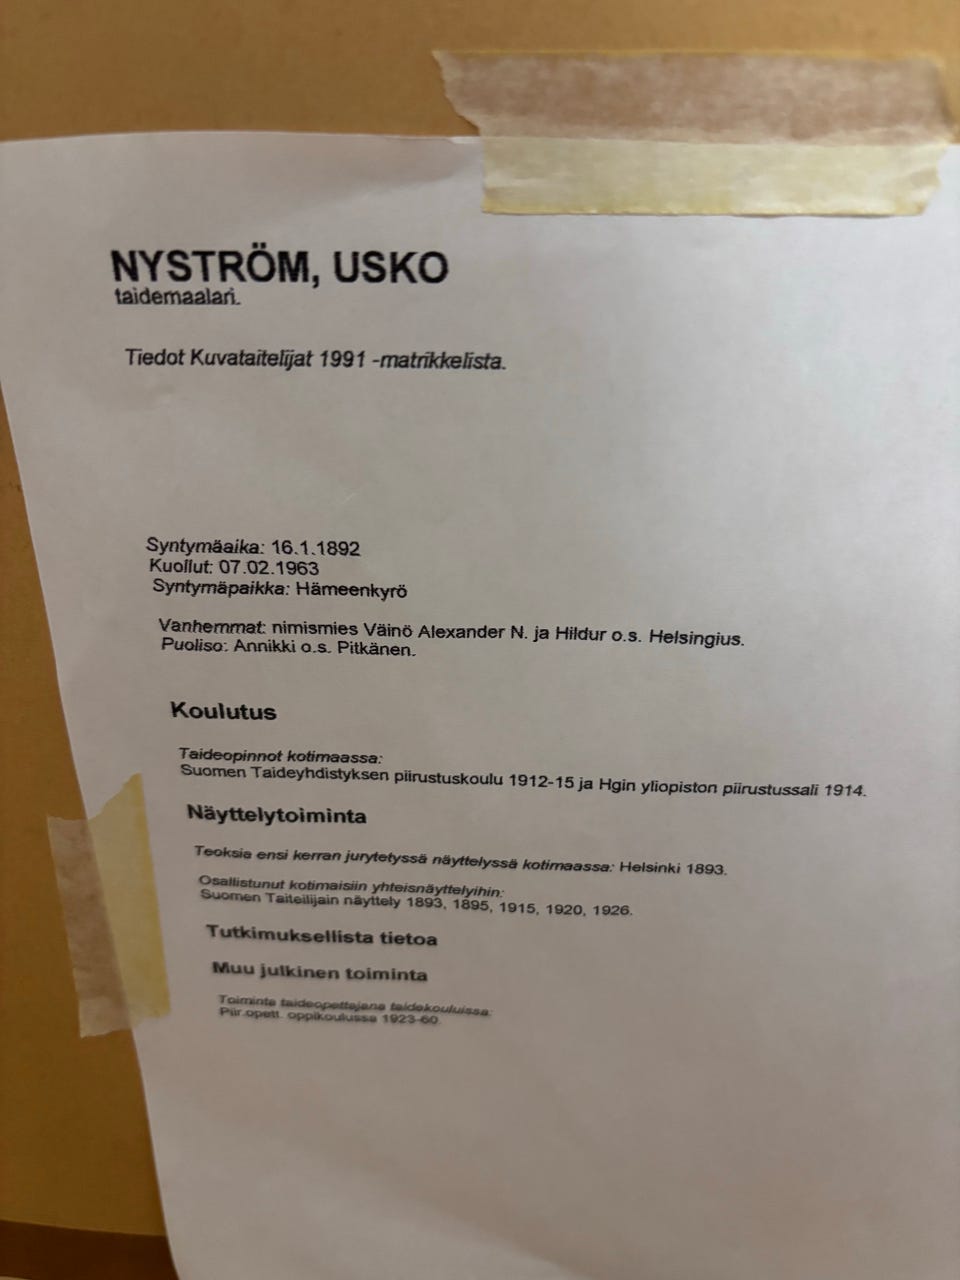 NYSTRÖM, USKO
taidemaalari.
Tiedot Kuvataitelijat 1991 -matrikkelista.
Syntymäaika: 16.1.1892
Kuollut: 07.02.1963
Syntymäpaikka: Hämeenkyrö
Vanhemmat: nimismies Väinö Alexander N. ja Hildur o.s. Helsingius.
Puoliso: Annikki o.s. Pitkänen.
Koulutus
Taideopinnot kotimaassa:
Suomen Taideyhdistyksen piirustuskoulu 1912-15 ja Hgin yliopiston piirustussali 1914.
Näyttelytoiminta
Teoksia ensi kerran jurytetyssä näyttelyssä kotimaassa: Helsinki 1893.
Osallistunut kotimaisiin yhteisnäyttelyihin:
Suomen Taiteilijain näyttely 1893, 1895, 1915, 1920, 1926.
Tutkimuksellista tietoa
Muu julkinen toiminta
Toiminta taideopettajana taidekouluissa:
Piir.opett. oppikoulussa 1923-60.